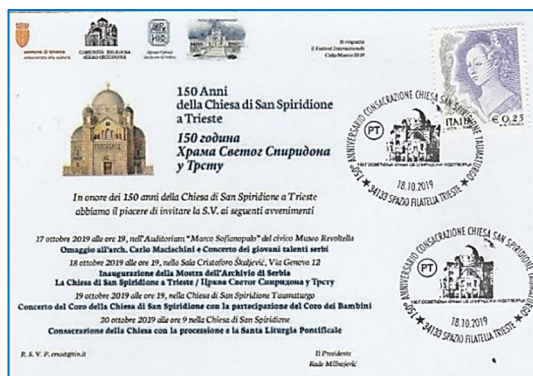 COMUNITÀ RELIGIOSA
SERBO-ORTODOSSA
Si ringrazia
2019
150 Anni
della Chiesa di San Spiridione
a Trieste
150 година
Храма Светог Спиридона
у Трсту
ITALIA
€ 0,23
150° ANNIVERSARIO CONSACRAZIONE CHIESA SAN SPIRIDIONE TAUMATURGO
PT
18.10.2019
34133 SPAZIO FILATELIA TRIESTE
In onore dei 150 anni della Chiesa di San Spiridione a Trieste
abbiamo il piacere di invitare la S.V. ai seguenti avvenimenti
17 ottobre 2019 alle ore 19, nell'Auditorium "Marco Sofianopulo" del civico Museo Revoltella
Omaggio all'arch. Carlo Maciachini e Concerto dei giovani talenti serbi
18 ottobre 2019 alle ore 19, nella Sala Cristoforo Škuljević, Via Genova 12
Inaugurazione della Mostra dell'Archivio di Serbia
La Chiesa di San Spiridione a Trieste / Црква Светог Спиридона у Трсту
19 ottobre 2019 alle ore 19, nella Chiesa di San Spiridione Taumaturgo
Concerto del Coro della Chiesa di San Spiridione con la partecipazione del Coro dei Bambini
20 ottobre 2019 alle ore 9 nella Chiesa di San Spiridione
Consacrazione della Chiesa con la processione e la Santa Liturgia Pontificale
150° ANNIVERSARIO CONSACRAZIONE CHIESA SAN SPIRIDIONE TAUMATURGO
PT
18.10.2019
34133 SPAZIO FILATELIA TRIESTE
R. S. V. P.
Il Presidente
Rade